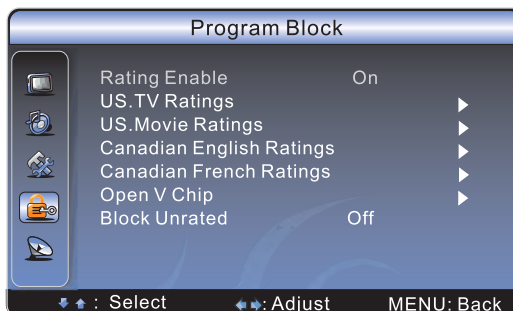 Program Block
Rating Enable On
US.TV Ratings
US.Movie Ratings
Canadian English Ratings
Canadian French Ratings
Open V Chip
Block Unrated Off
: Select : Adjust MENU: Back